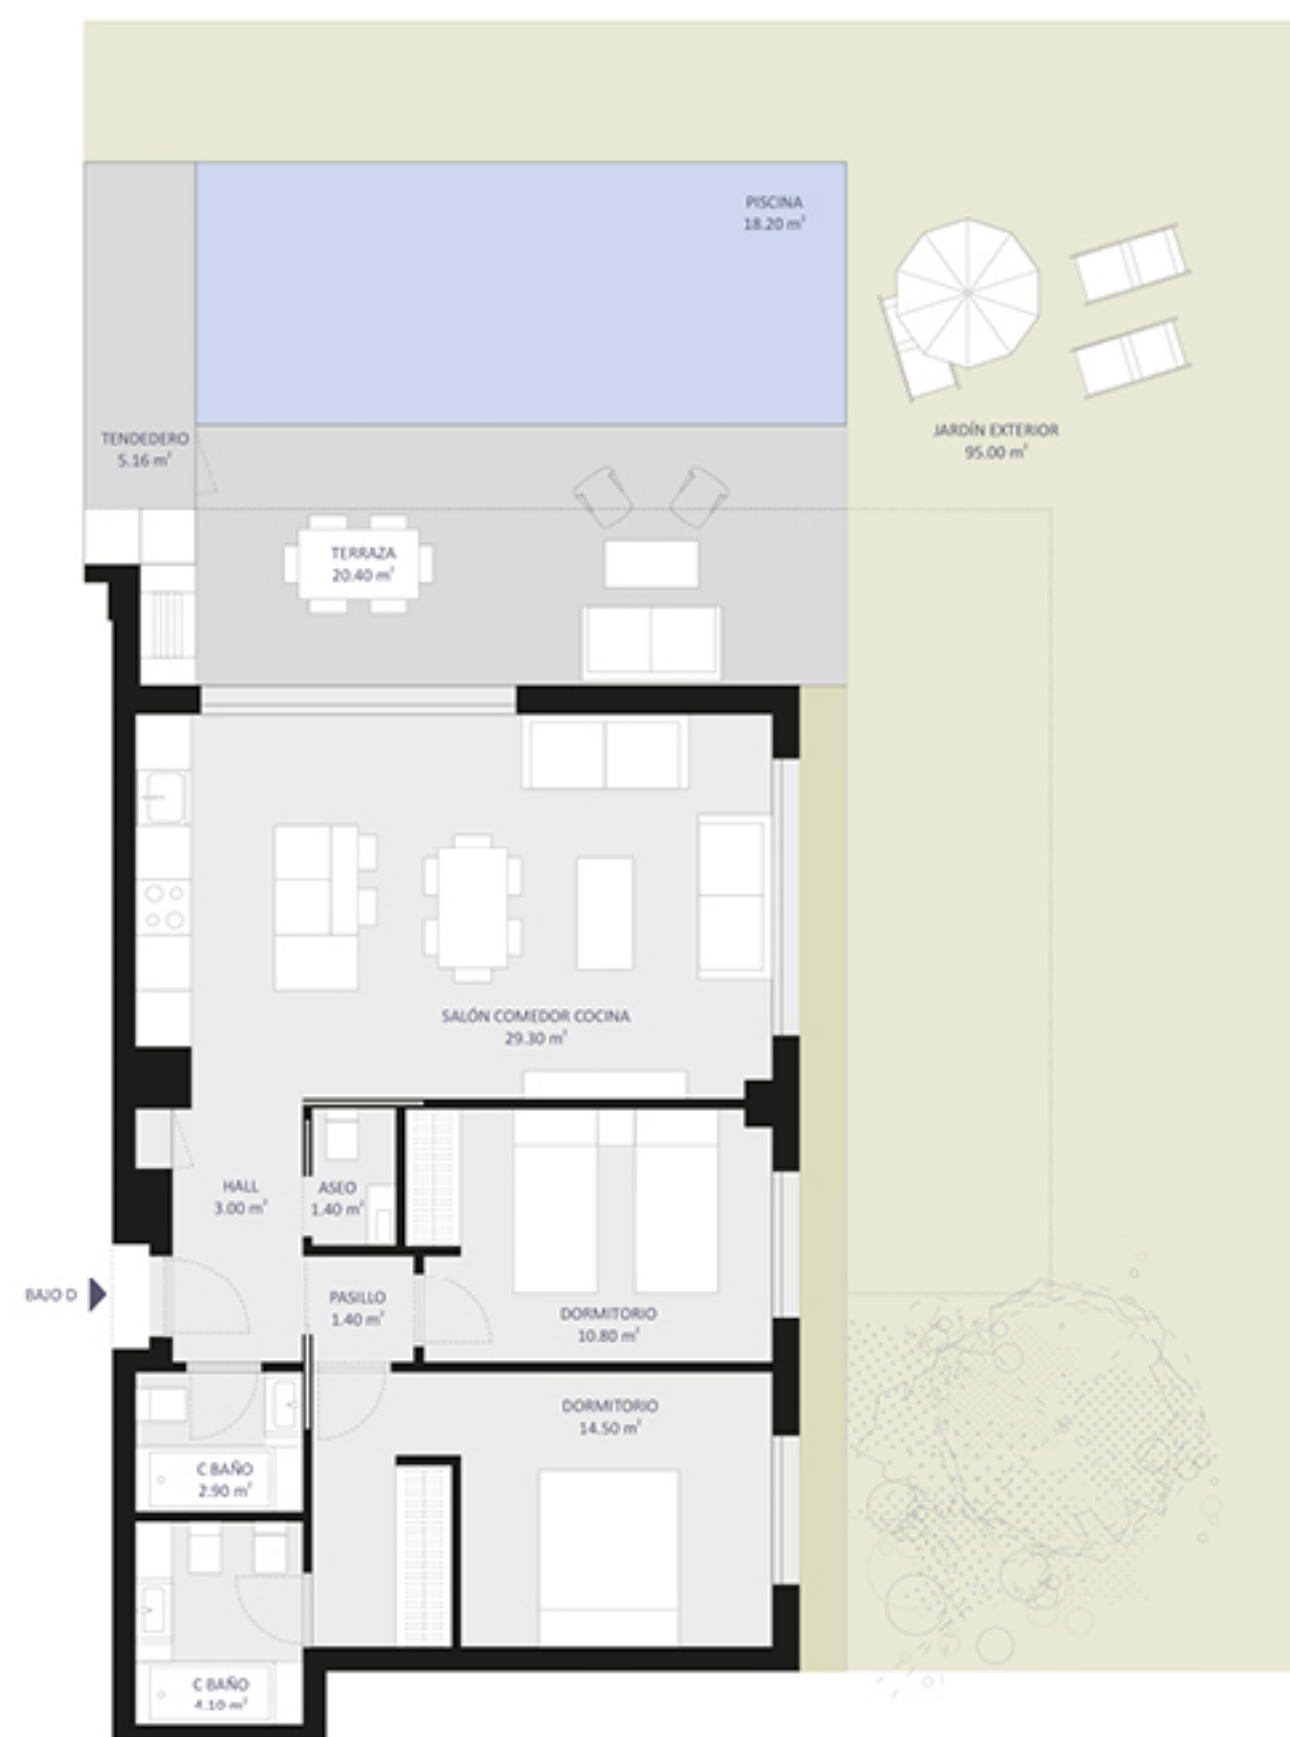 PISCINA
18.20 m²
JARDÍN EXTERIOR
95.00 m²
TENDEDERO
5.16 m²
TERRAZA
20.40 m²
SALÓN COMEDOR COCINA
29.30 m²
HALL
3.00 m²
ASEO
1.40 m²
BAJO D
PASILLO
1.40 m²
DORMITORIO
10.80 m²
DORMITORIO
14.50 m²
C BAÑO
2.90 m²
C BAÑO
4.10 m²